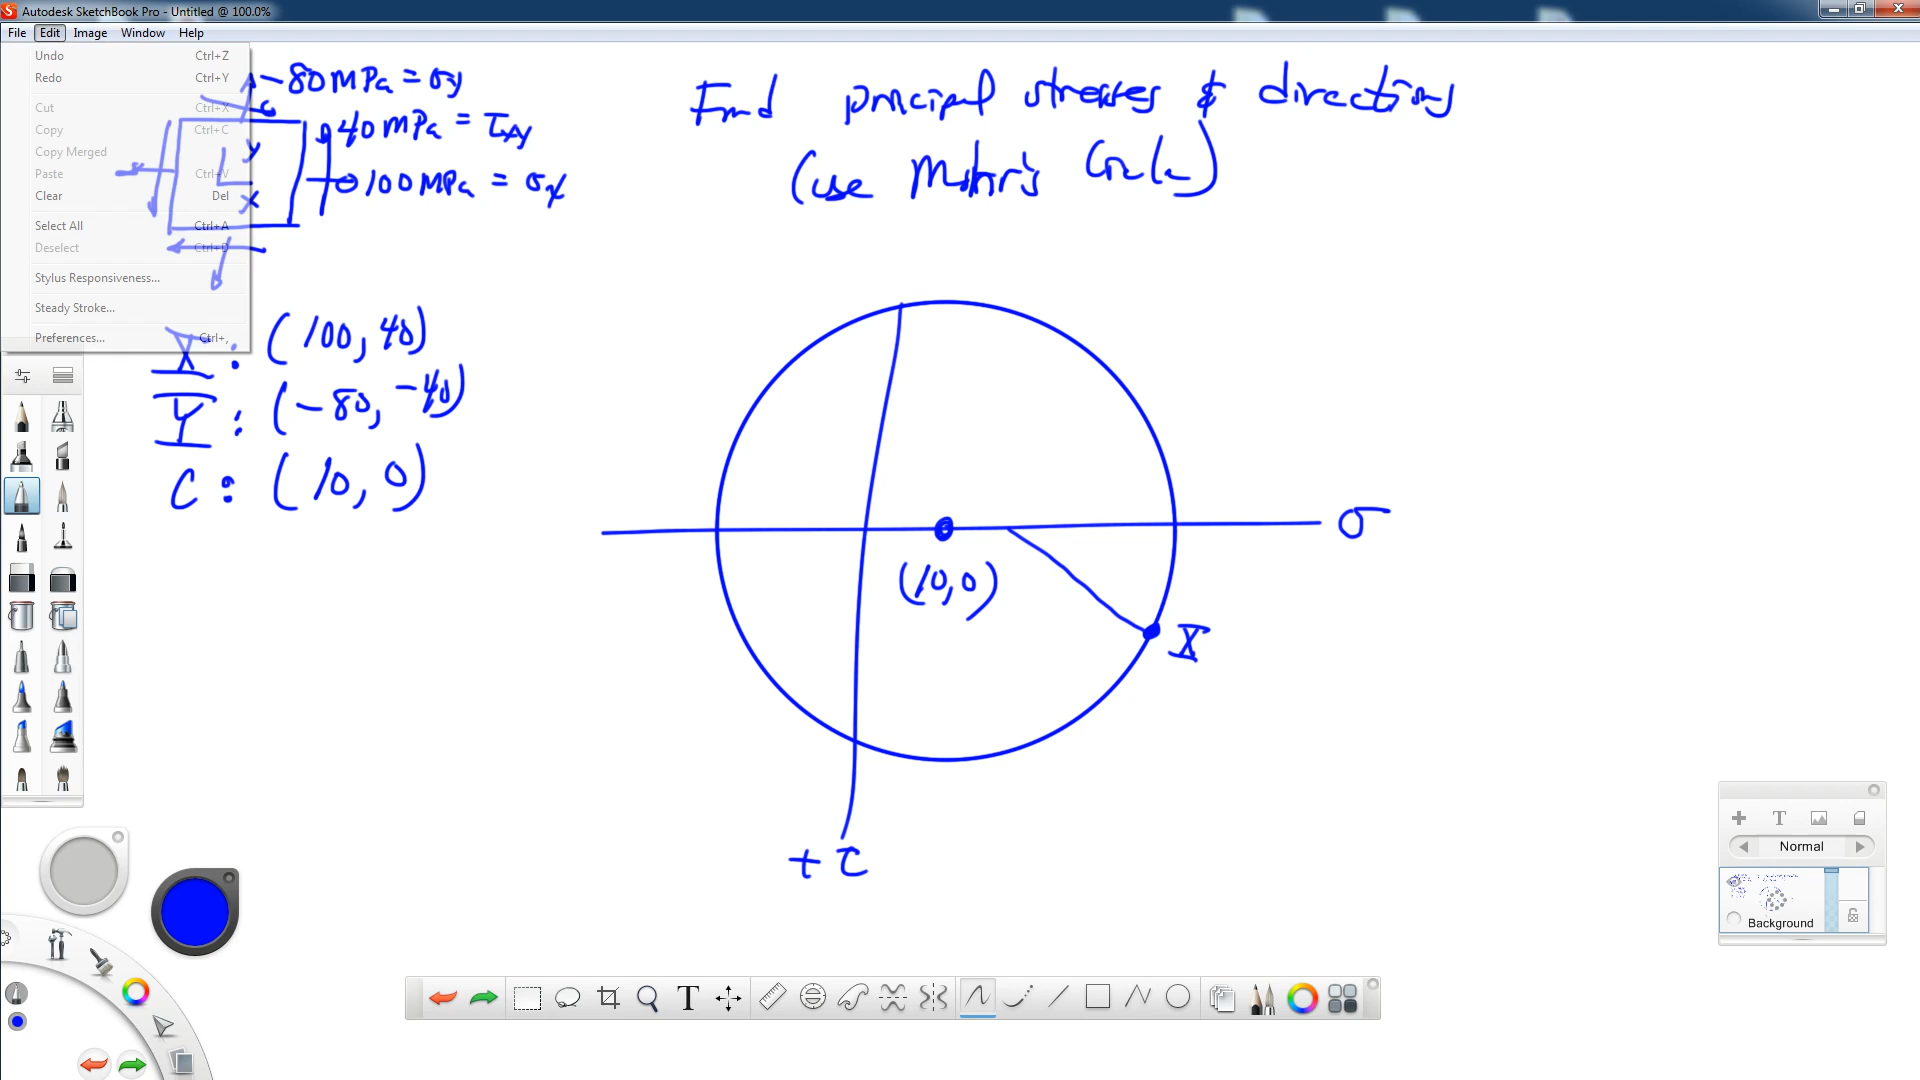 Autodesk SketchBook Pro - Untitled @ 100.0%
File Edit Image Window Help
Undo Ctrl+Z
Redo Ctrl+Y
Cut Ctrl+X
Copy Ctrl+C
Copy Merged
Paste Ctrl+V
Clear Del
Select All Ctrl+A
Deselect Ctrl+D
Stylus Responsiveness...
Steady Stroke...
Preferences... Ctrl+,
-80 MPa = σy
40 MPa = τxy
100 MPa = σx
y
x
Find principal stresses & directions
(use Mohr's Circle)
X : (100, 40)
Y : (-80, -40)
C : (10, 0)
σ
(10,0)
X
+ τ
T
Normal
Background
T